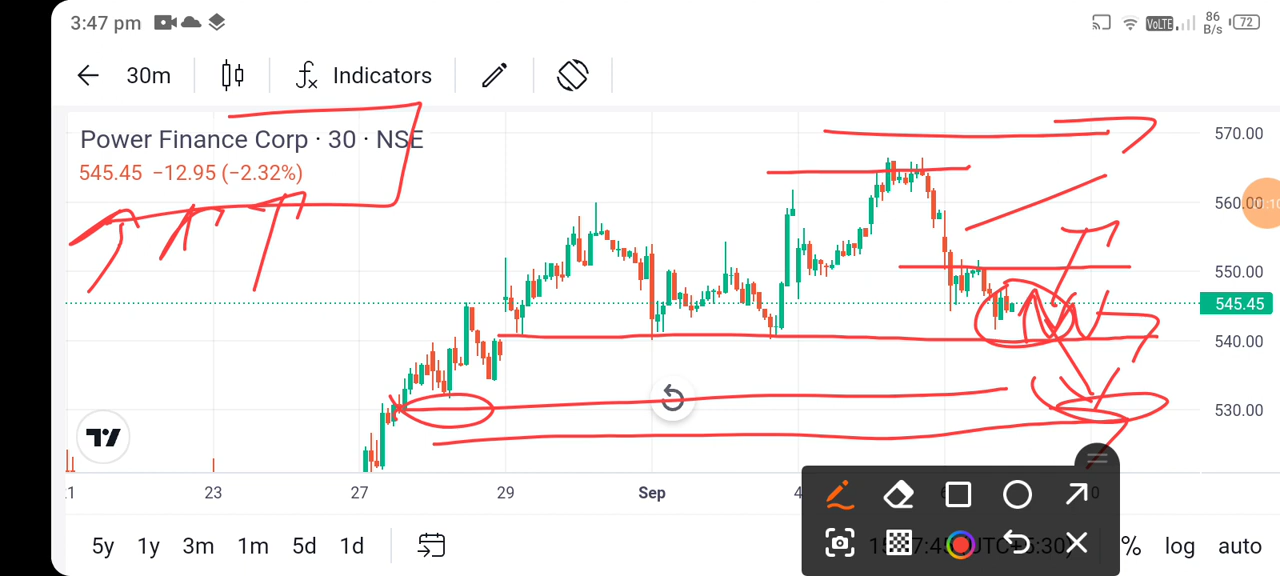 3:47 pm VoLTE 86 B/s 72
30m Indicators
Power Finance Corp · 30 · NSE
545.45 −12.95 (−2.32%)
570.00
560.00
550.00
545.45
540.00
530.00
23 27 29 Sep 4
5y 1y 3m 1m 5d 1d % log auto